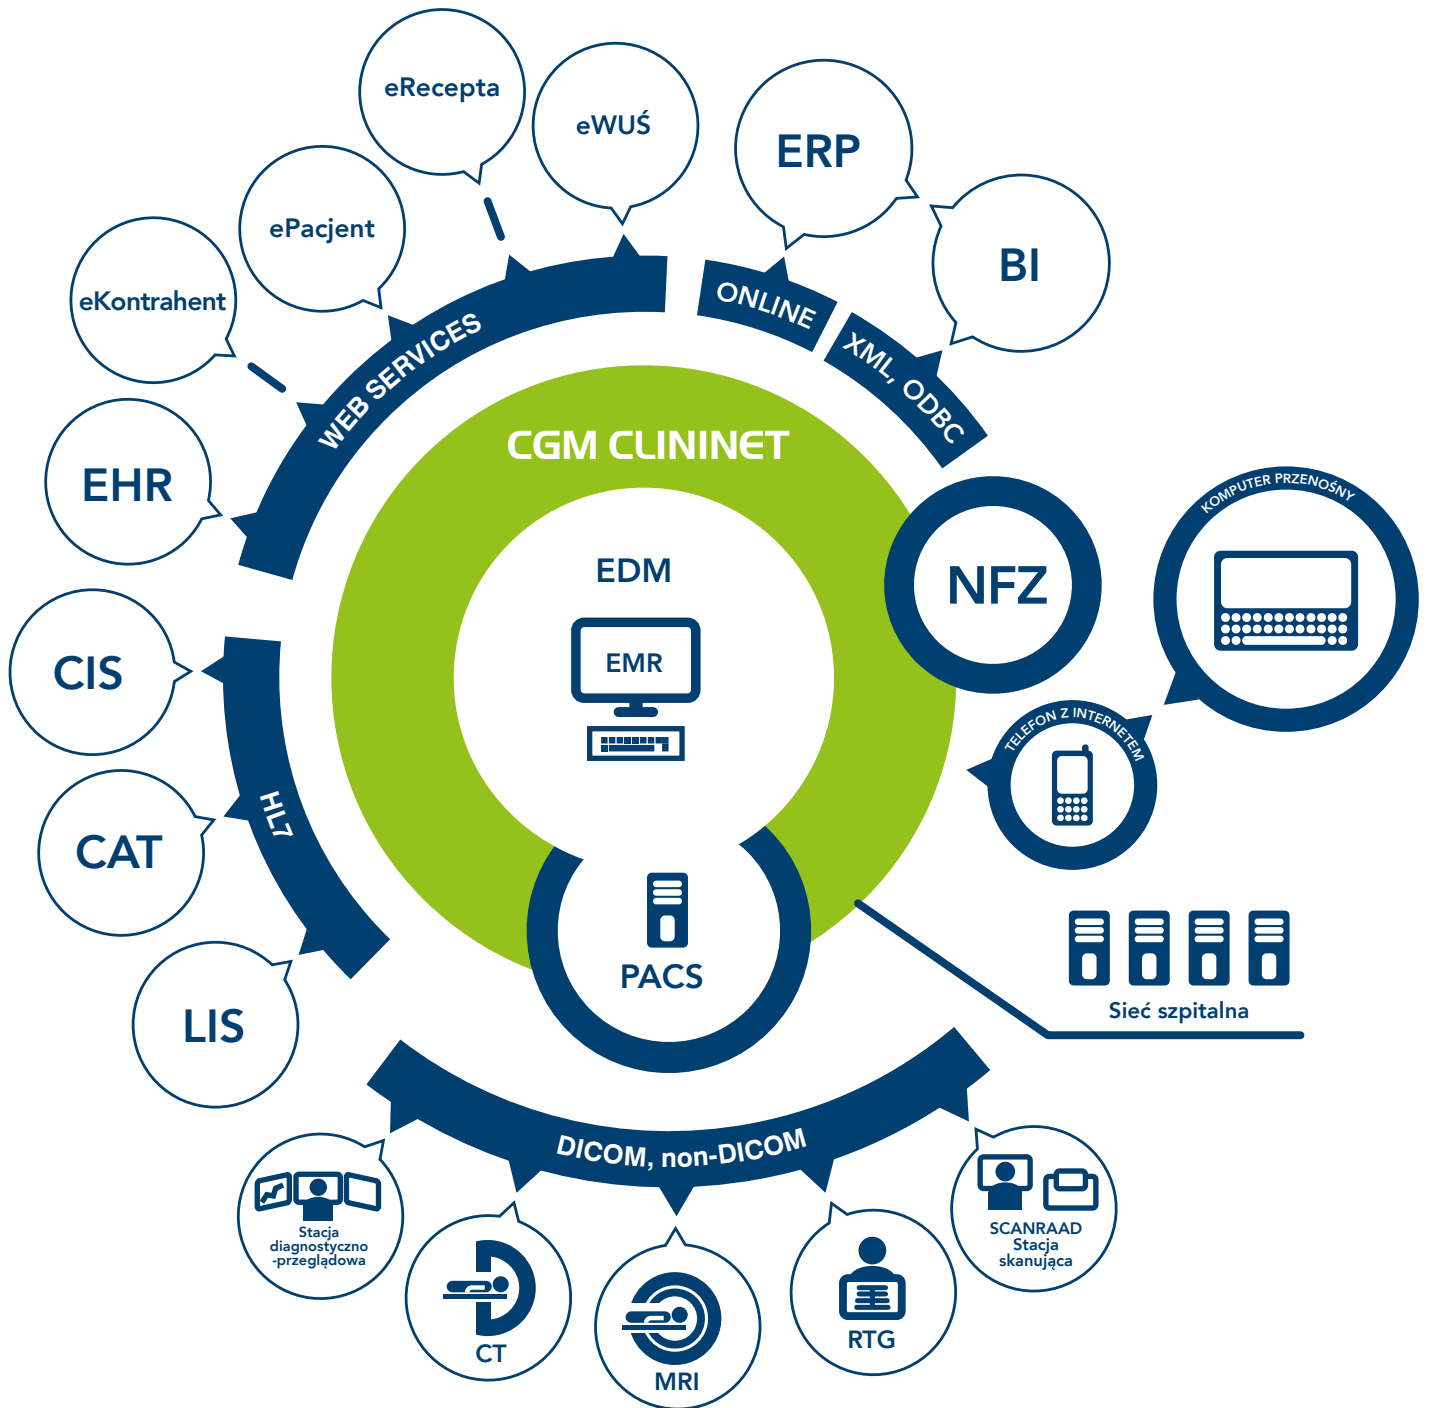 eRecepta
eWUŚ
ERP
ePacjent
BI
eKontrahent
ONLINE
WEB SERVICES
XML, ODBC
CGM CLININET
EHR
KOMPUTER PRZENOŚNY
EDM
NFZ
EMR
CIS
TELEFON Z INTERNETEM
HL7
CAT
PACS
Sieć szpitalna
LIS
DICOM, non-DICOM
Stacja
diagnostyczno
-przeglądowa
SCANRAAD
Stacja
skanująca
CT
RTG
MRI